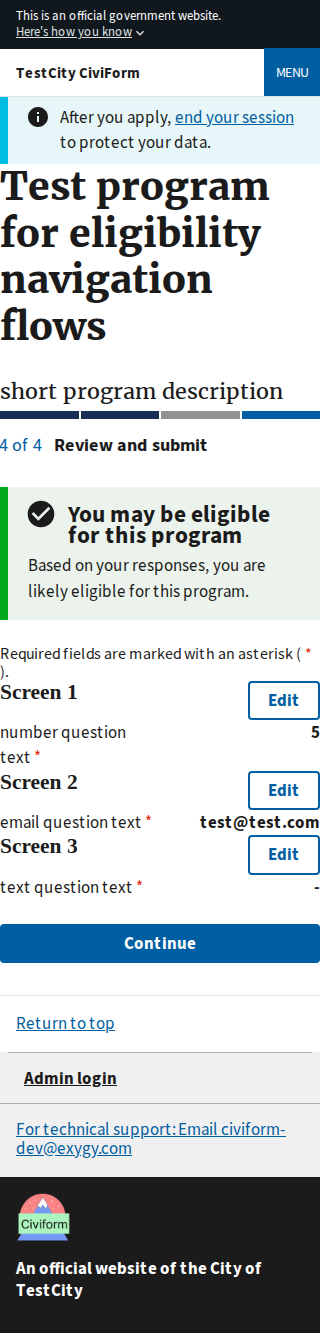 This is an official government website.
Here's how you know
TestCity CiviForm
MENU
After you apply, end your session
to protect your data.
Test program
for eligibility
navigation
flows
short program description
4 of 4 Review and submit
You may be eligible
for this program
Based on your responses, you are
likely eligible for this program.
Required fields are marked with an asterisk ( *
).
Screen 1
Edit
number question 5
text *
Screen 2
Edit
email question text * test@test.com
Screen 3
Edit
text question text * -
Continue
Return to top
Admin login
For technical support: Email civiform-
dev@exygy.com
Civiform
An official website of the City of
TestCity